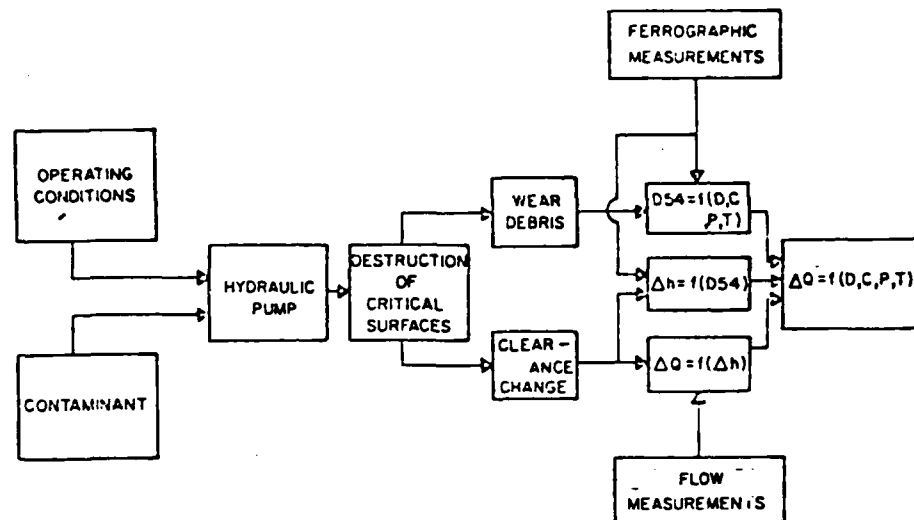 FERROGRAPHIC
MEASUREMENTS
OPERATING
CONDITIONS
CONTAMINANT
HYDRAULIC
PUMP
DESTRUCTION
OF
CRITICAL
SURFACES
WEAR
DEBRIS
CLEAR-
ANCE
CHANGE
D54=f(D,C
,P,T)
Δh=f(D54)
ΔQ=f(Δh)
ΔQ=f(D,C,P,T)
FLOW
MEASUREMENTS